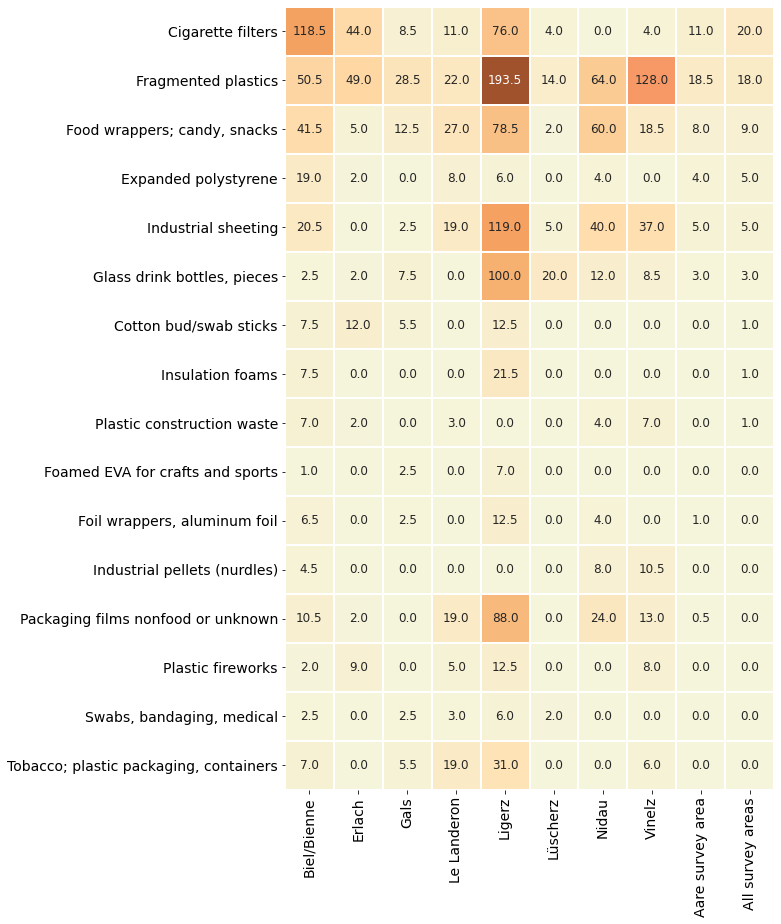 Cigarette filters 118.5 44.0 8.5 11.0 76.0 4.0 0.0 4.0 11.0 20.0
Fragmented plastics 50.5 49.0 28.5 22.0 193.5 14.0 64.0 128.0 18.5 18.0
Food wrappers; candy, snacks 41.5 5.0 12.5 27.0 78.5 2.0 60.0 18.5 8.0 9.0
Expanded polystyrene 19.0 2.0 0.0 8.0 6.0 0.0 4.0 0.0 4.0 5.0
Industrial sheeting 20.5 0.0 2.5 19.0 119.0 5.0 40.0 37.0 5.0 5.0
Glass drink bottles, pieces 2.5 2.0 7.5 0.0 100.0 20.0 12.0 8.5 3.0 3.0
Cotton bud/swab sticks 7.5 12.0 5.5 0.0 12.5 0.0 0.0 0.0 0.0 1.0
Insulation foams 7.5 0.0 0.0 0.0 21.5 0.0 0.0 0.0 0.0 1.0
Plastic construction waste 7.0 2.0 0.0 3.0 0.0 0.0 4.0 7.0 0.0 1.0
Foamed EVA for crafts and sports 1.0 0.0 2.5 0.0 7.0 0.0 0.0 0.0 0.0 0.0
Foil wrappers, aluminum foil 6.5 0.0 2.5 0.0 12.5 0.0 4.0 0.0 1.0 0.0
Industrial pellets (nurdles) 4.5 0.0 0.0 0.0 0.0 0.0 8.0 10.5 0.0 0.0
Packaging films nonfood or unknown 10.5 2.0 0.0 19.0 88.0 0.0 24.0 13.0 0.5 0.0
Plastic fireworks 2.0 9.0 0.0 5.0 12.5 0.0 0.0 8.0 0.0 0.0
Swabs, bandaging, medical 2.5 0.0 2.5 3.0 6.0 2.0 0.0 0.0 0.0 0.0
Tobacco; plastic packaging, containers 7.0 0.0 5.5 19.0 31.0 0.0 0.0 6.0 0.0 0.0
Biel/Bienne
Erlach
Gals
Le Landeron
Ligerz
Lüscherz
Nidau
Vinelz
Aare survey area
All survey areas